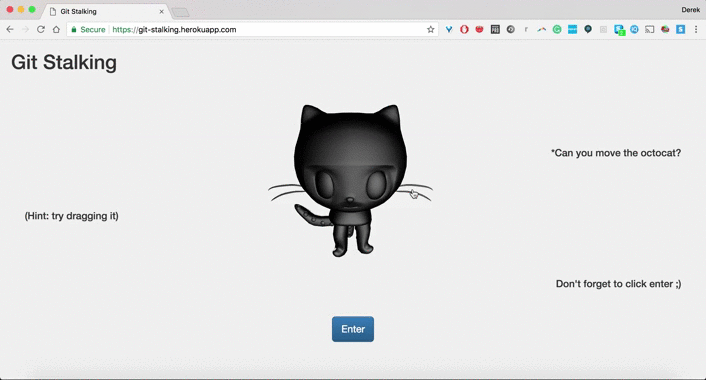 Derek
Git Stalking
Secure https://git-stalking.herokuapp.com
Git Stalking
*Can you move the octocat?
(Hint: try dragging it)
Don't forget to click enter ;)
Enter